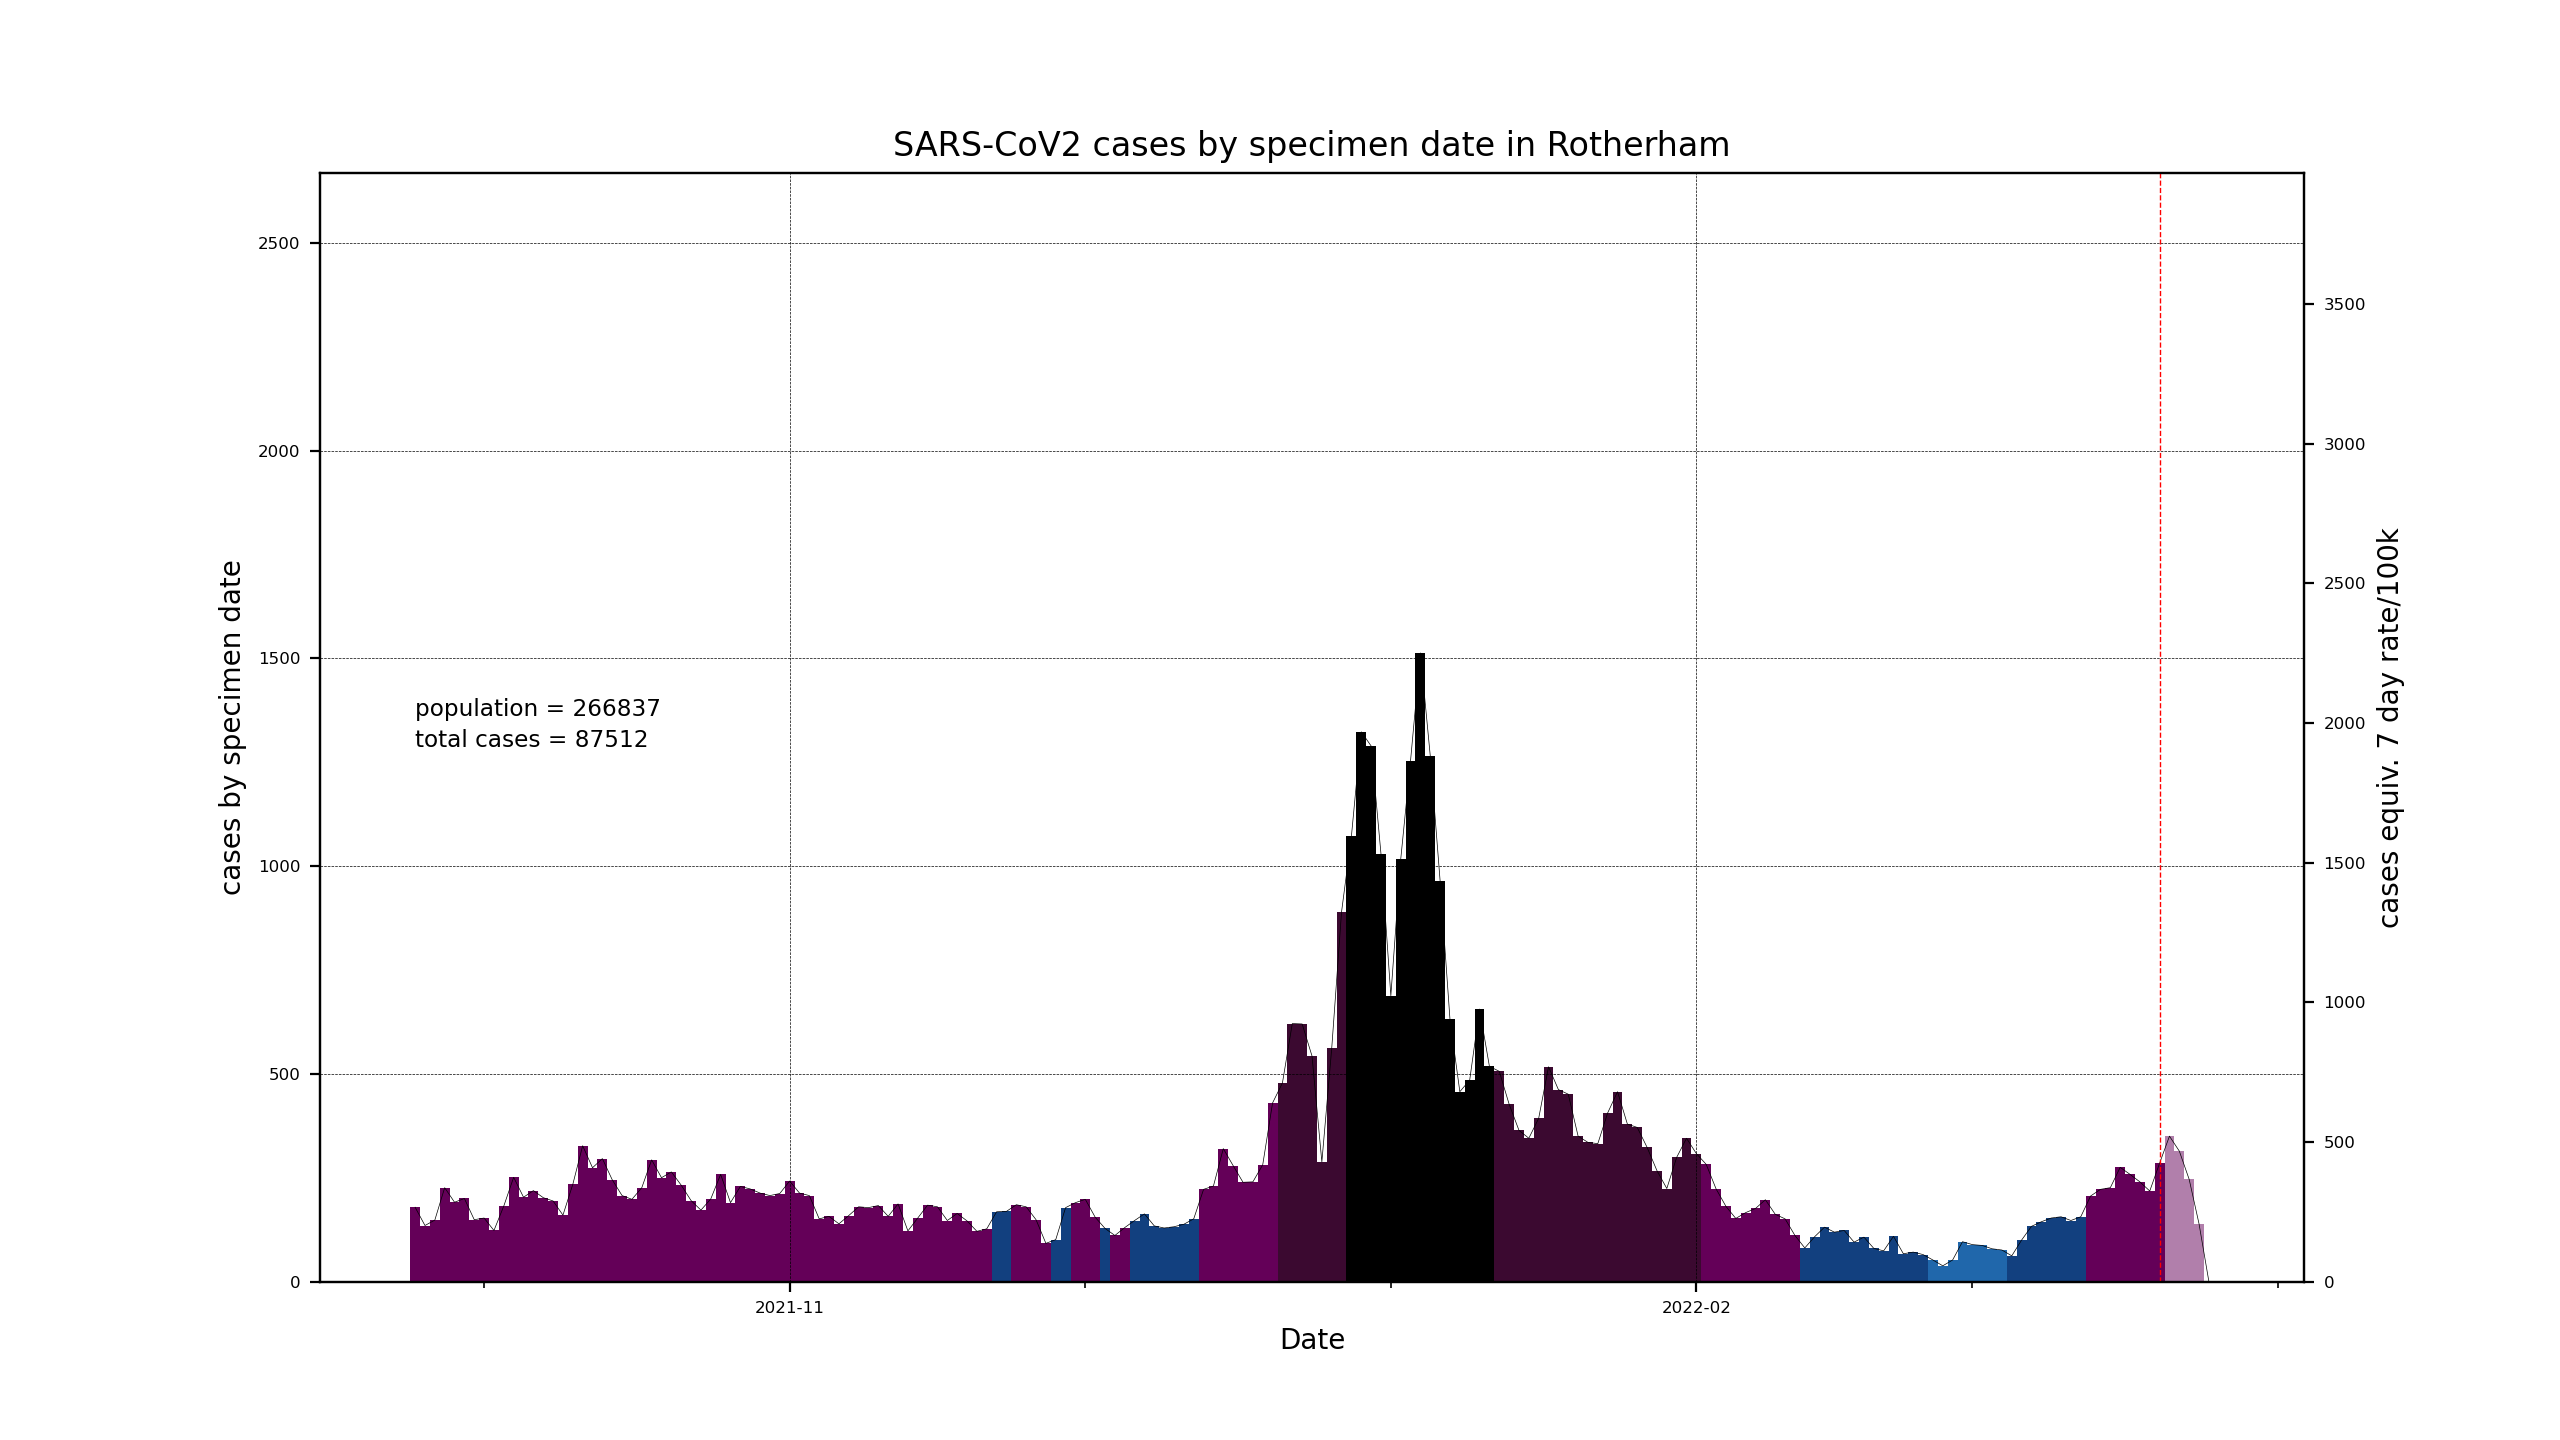 SARS-CoV2 cases by specimen date in Rotherham
cases by specimen date
2500
2000
1500
1000
500
0
population = 266837
total cases = 87512
3500
3000
2500
2000
1500
1000
500
0
cases equiv. 7 day rate/100k
2021-11
2022-02
Date